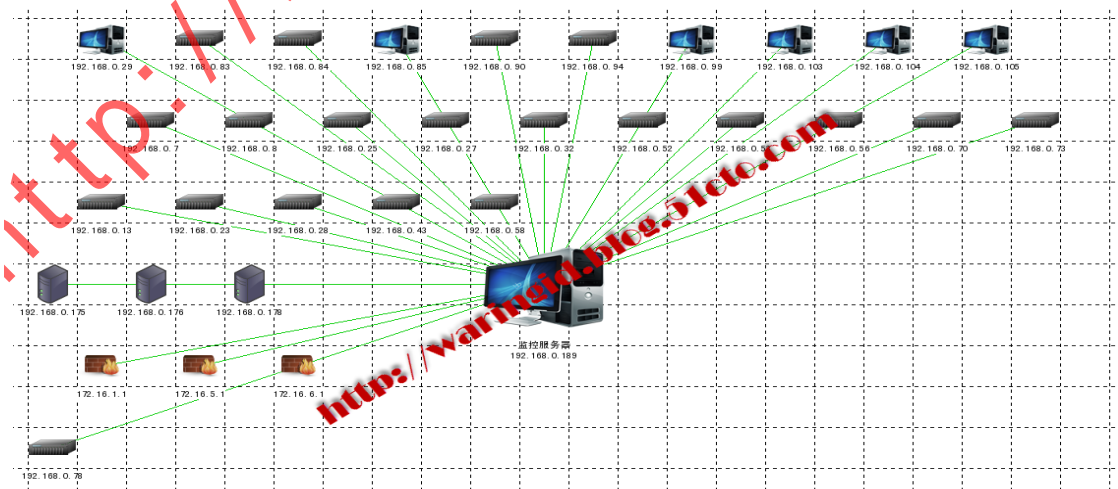 http://
192.168.0.29 192.168.0.83 192.168.0.84 192.168.0.85 192.168.0.90 192.168.0.94 192.168.0.99 192.168.0.103 192.168.0.104 192.168.0.105
192.168.0.7 192.168.0.8 192.168.0.25 192.168.0.27 192.168.0.32 192.168.0.52 192.168.0.56 192.168.0.70 192.168.0.73
192.168.0.13 192.168.0.23 192.168.0.28 192.168.0.43 192.168.0.58
192.168.0.175 192.168.0.176 192.168.0.178
监控服务器
192.168.0.189
172.16.1.1 172.16.5.1 172.16.6.1
192.168.0.78
http://waringid.blog.51cto.com